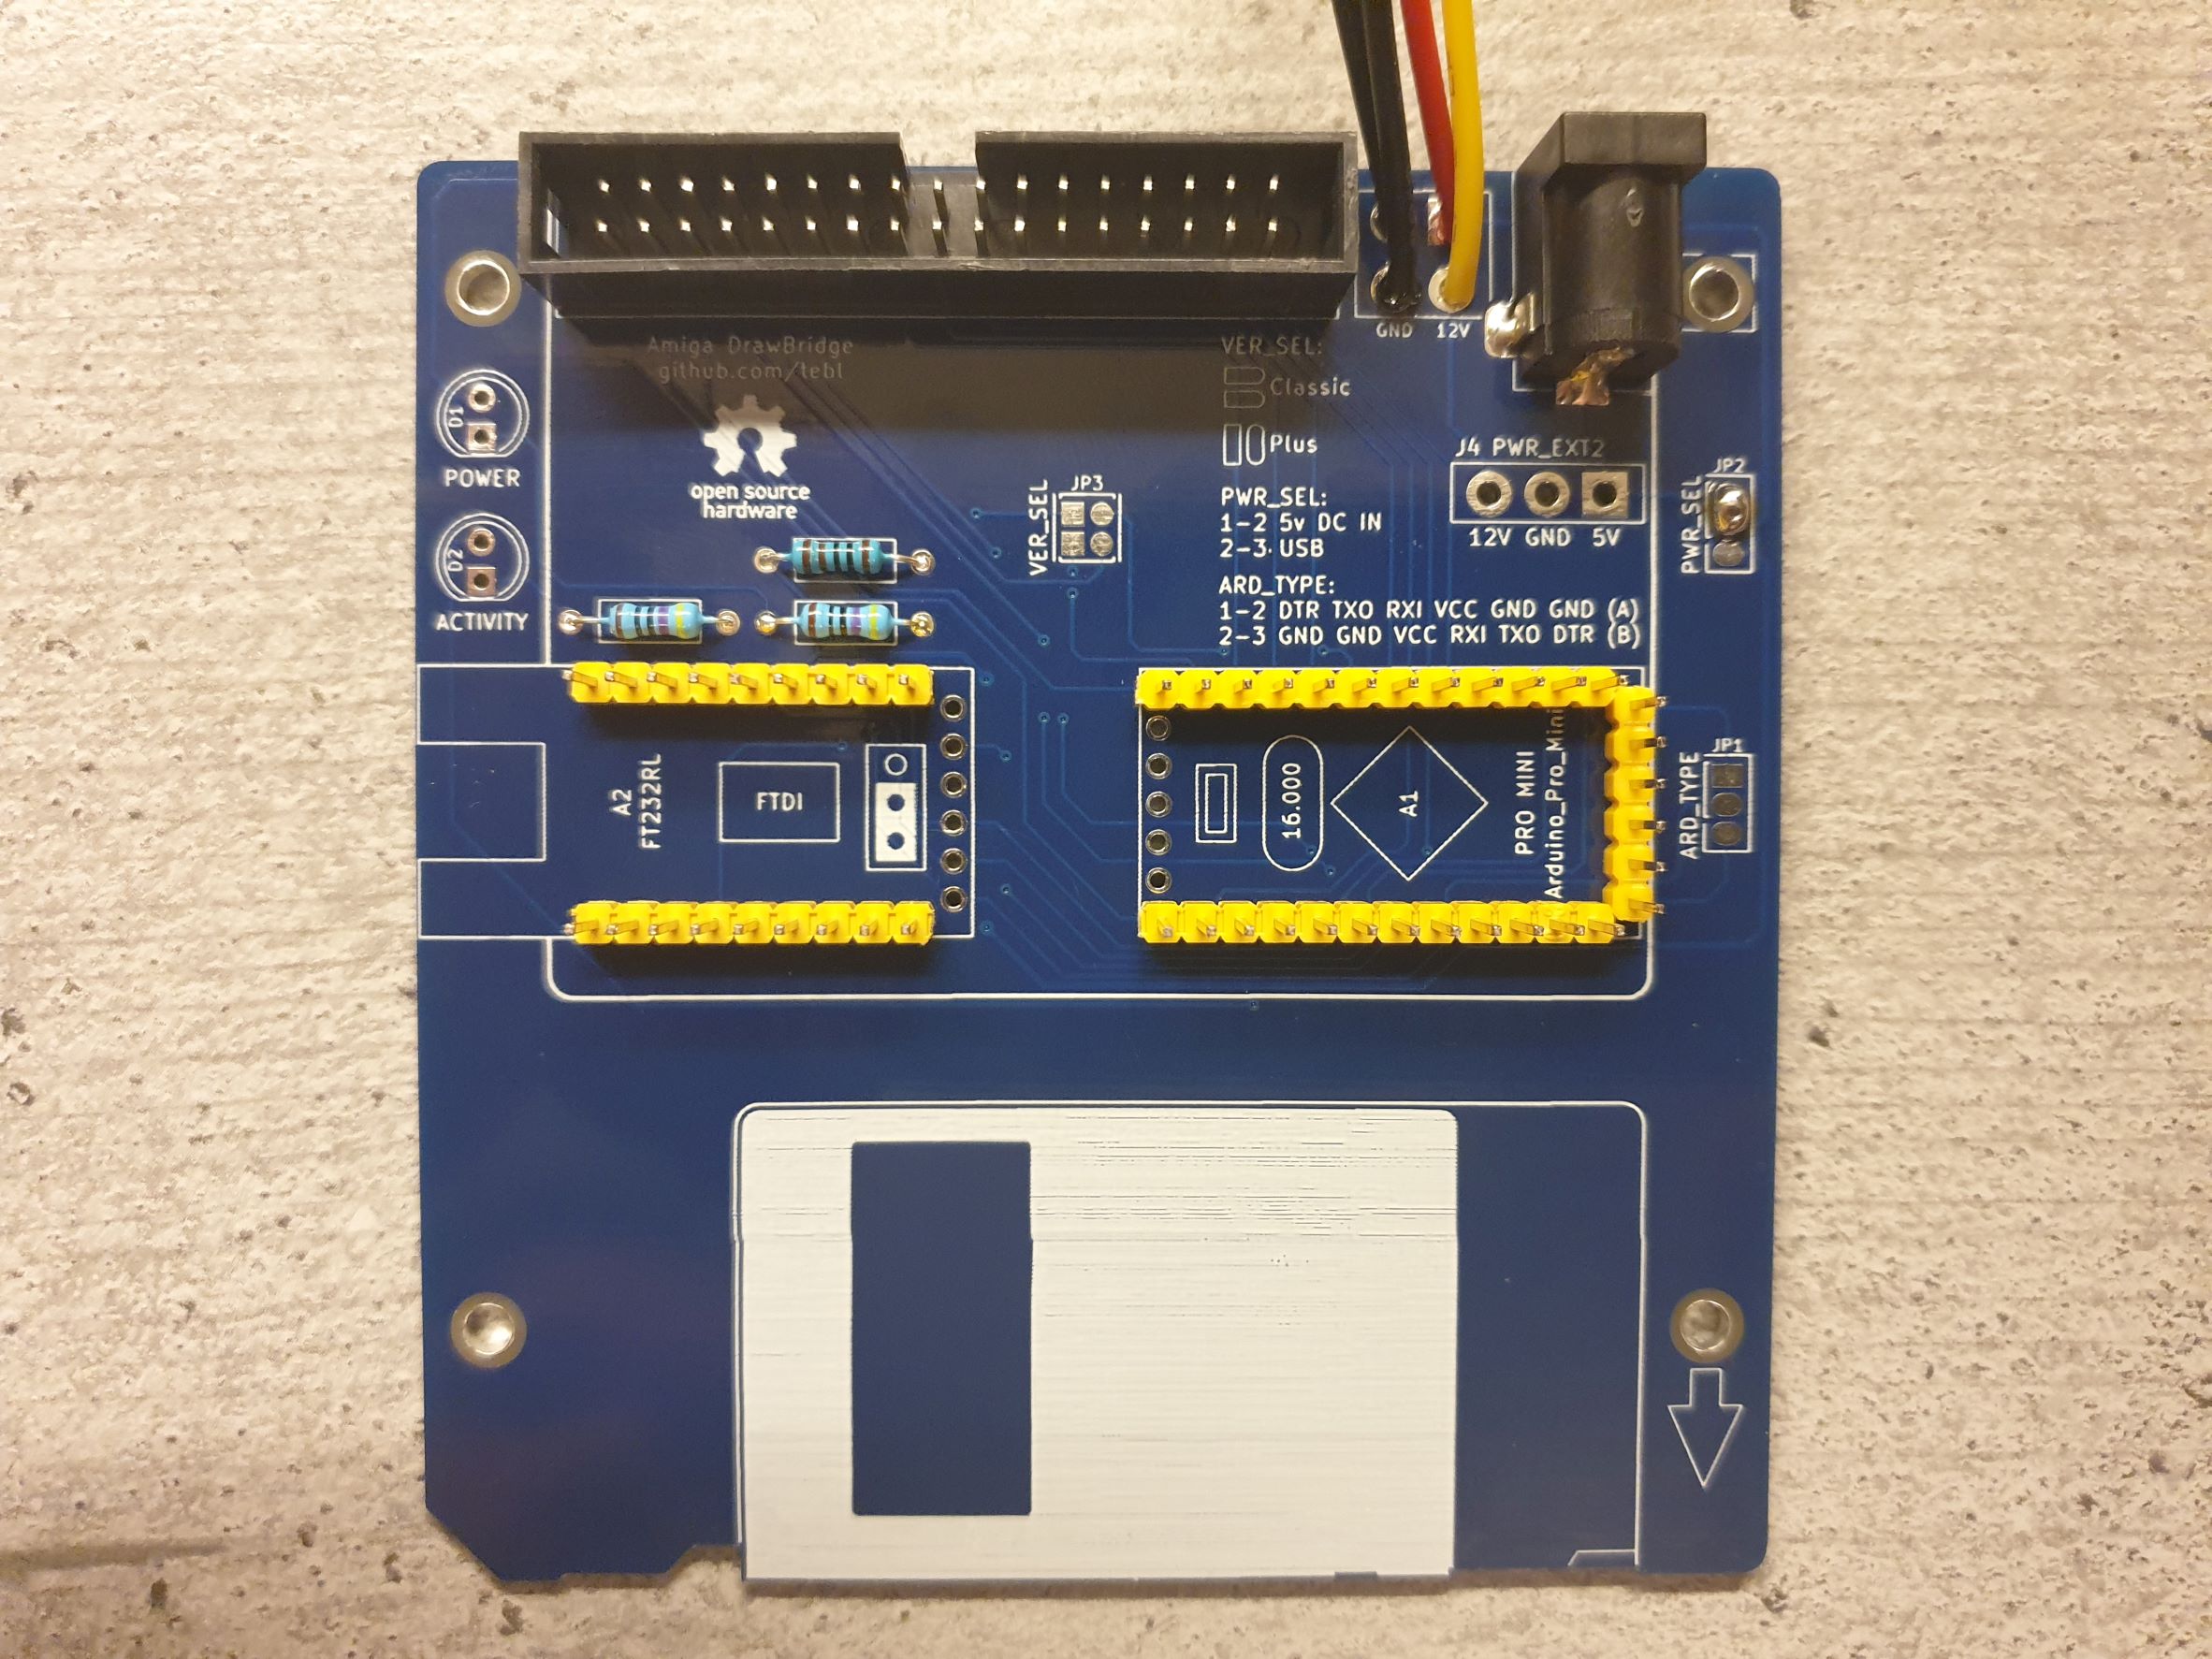 GND 12V
Amiga DrawBridge
github.com/tebl
open source
hardware
D1
POWER
D2
ACTIVITY
VER_SEL
JP3
VER_SEL:
Classic
Plus
PWR_SEL:
1-2 5v DC IN
2-3 USB
ARD_TYPE:
1-2 DTR TXO RXI VCC GND GND (A)
2-3 GND GND VCC RXI TXO DTR (B)
J4 PWR_EXT2
12V GND 5V
JP2
PWR_SEL
A2
FT232RL
FTDI
16.000
A1
PRO MINI
Arduino_Pro_Mini
JP1
ARD_TYPE